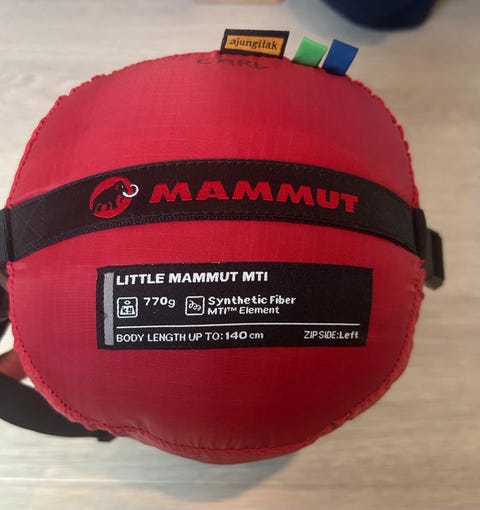 ajungilak
CARL
MAMMUT
LITTLE MAMMUT MTI
770g
Synthetic Fiber
MTI™ Element
BODY LENGTH UP TO: 140 cm ZIP SIDE: Left